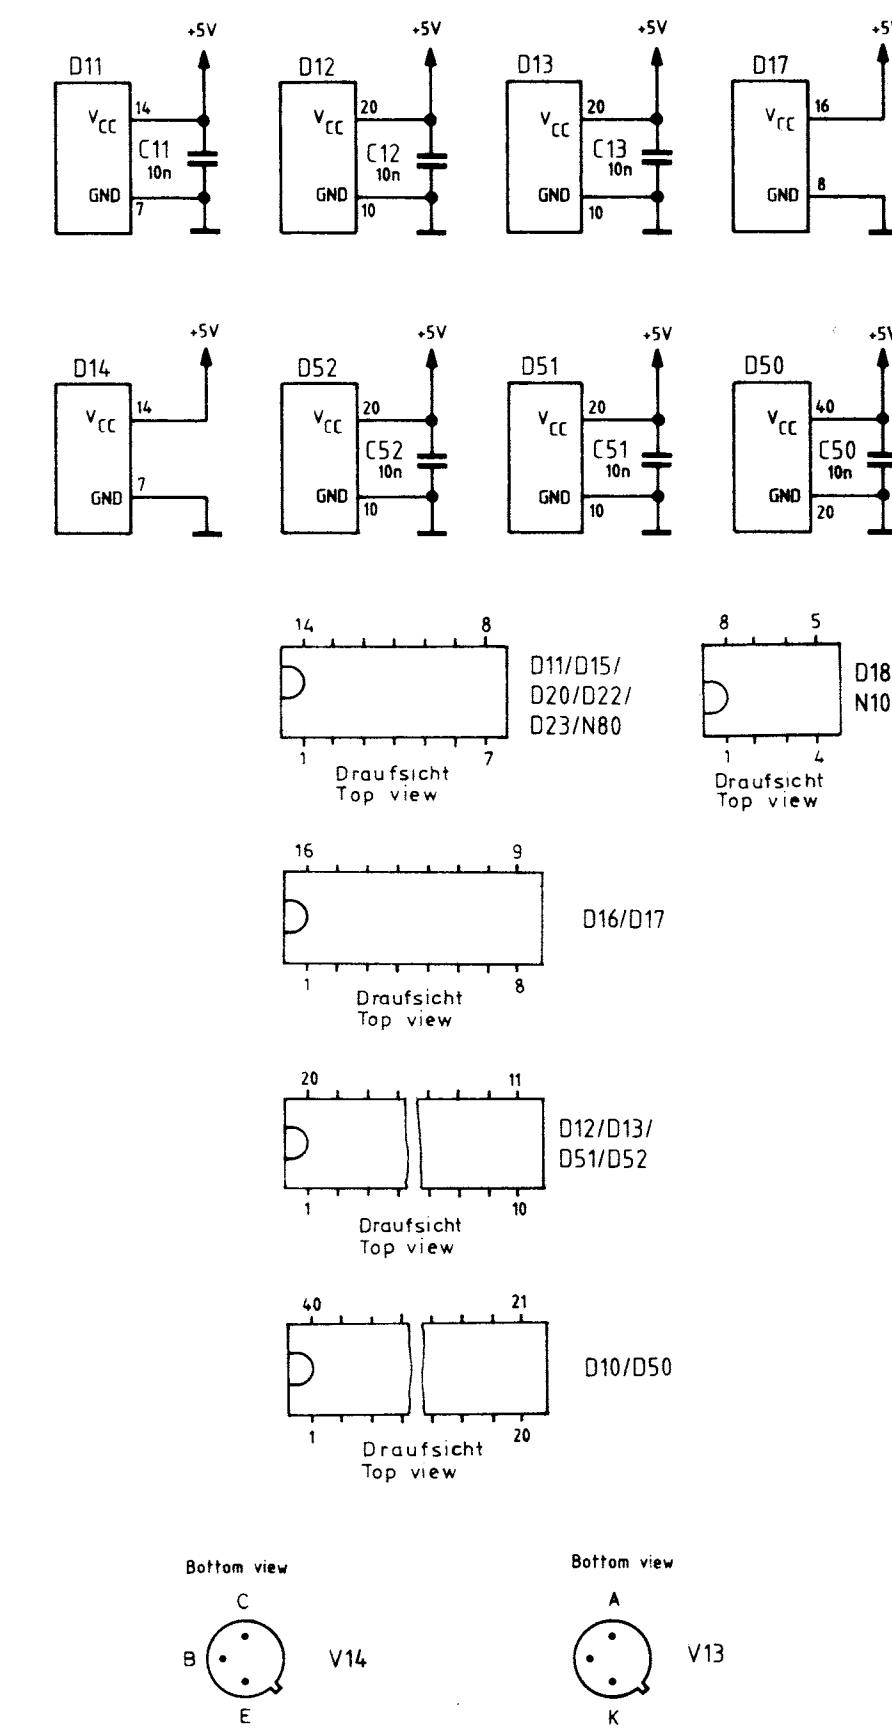 +5V +5V +5V +5V
D11 D12 D13 D17
14 20 20 16
VCC VCC VCC VCC
C11 C12 C13
10n 10n 10n
GND GND GND GND
7 10 10 8
+5V +5V +5V +5V
D14 D52 D51 D50
14 20 20 40
VCC VCC VCC VCC
C52 C51 C50
10n 10n 10n
GND GND GND GND
7 10 10 20
14 8
D11/D15/
D20/D22/
D23/N80
1 7
Draufsicht
Top view
8 5
D18
N10
1 4
Draufsicht
Top view
16 9
D16/D17
1 8
Draufsicht
Top view
20 11
D12/D13/
D51/D52
1 10
Draufsicht
Top view
40 21
D10/D50
1 20
Draufsicht
Top view
Bottom view
C
B V14
E
Bottom view
A
V13
K